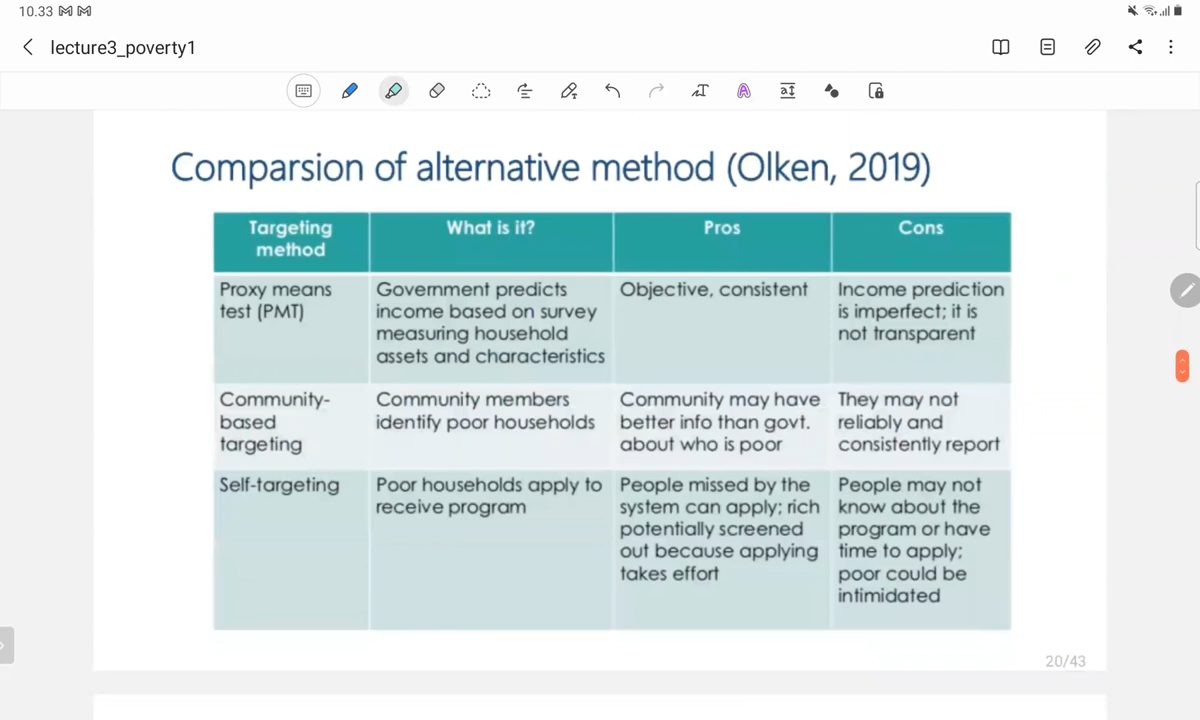 10.33
lecture3_poverty1
Comparsion of alternative method (Olken, 2019)
Targeting
method
What is it?
Pros
Cons
Proxy means
test (PMT)
Government predicts
income based on survey
measuring household
assets and characteristics
Objective, consistent
Income prediction
is imperfect; it is
not transparent
Community-
based
targeting
Community members
identify poor households
Community may have
better info than govt.
about who is poor
They may not
reliably and
consistently report
Self-targeting
Poor households apply to
receive program
People missed by the
system can apply; rich
potentially screened
out because applying
takes effort
People may not
know about the
program or have
time to apply;
poor could be
intimidated
20/43